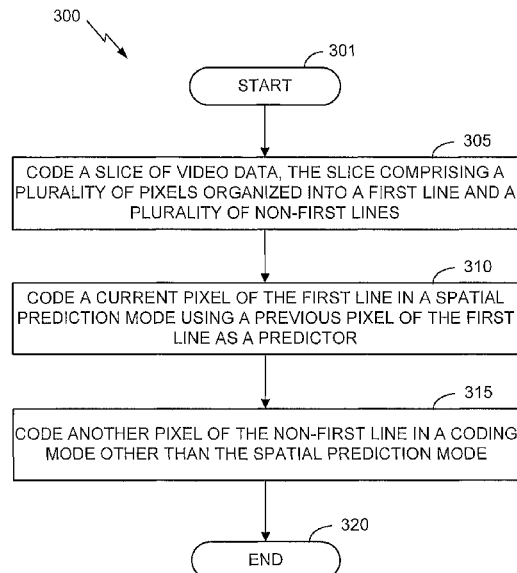 300
301
START
305
CODE A SLICE OF VIDEO DATA, THE SLICE COMPRISING A
PLURALITY OF PIXELS ORGANIZED INTO A FIRST LINE AND A
PLURALITY OF NON-FIRST LINES
310
CODE A CURRENT PIXEL OF THE FIRST LINE IN A SPATIAL
PREDICTION MODE USING A PREVIOUS PIXEL OF THE FIRST
LINE AS A PREDICTOR
315
CODE ANOTHER PIXEL OF THE NON-FIRST LINE IN A CODING
MODE OTHER THAN THE SPATIAL PREDICTION MODE
320
END